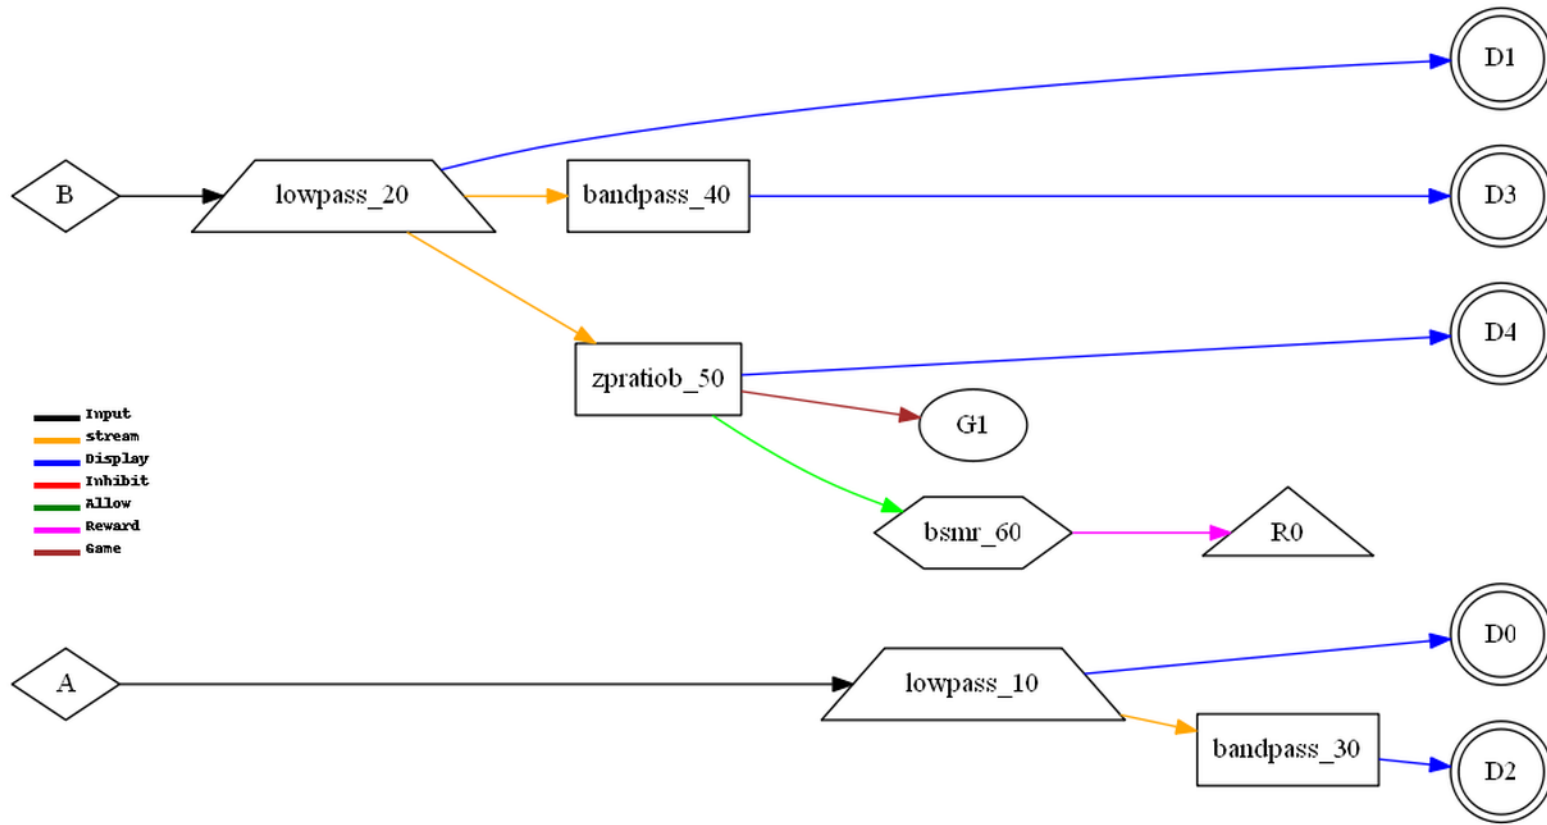 D1
B
lowpass_20
bandpass_40
D3
D4
zpratiob_50
G1
Input
stream
Display
Inhibit
Allow
Reward
Game
bsmr_60
R0
D0
A
lowpass_10
bandpass_30
D2